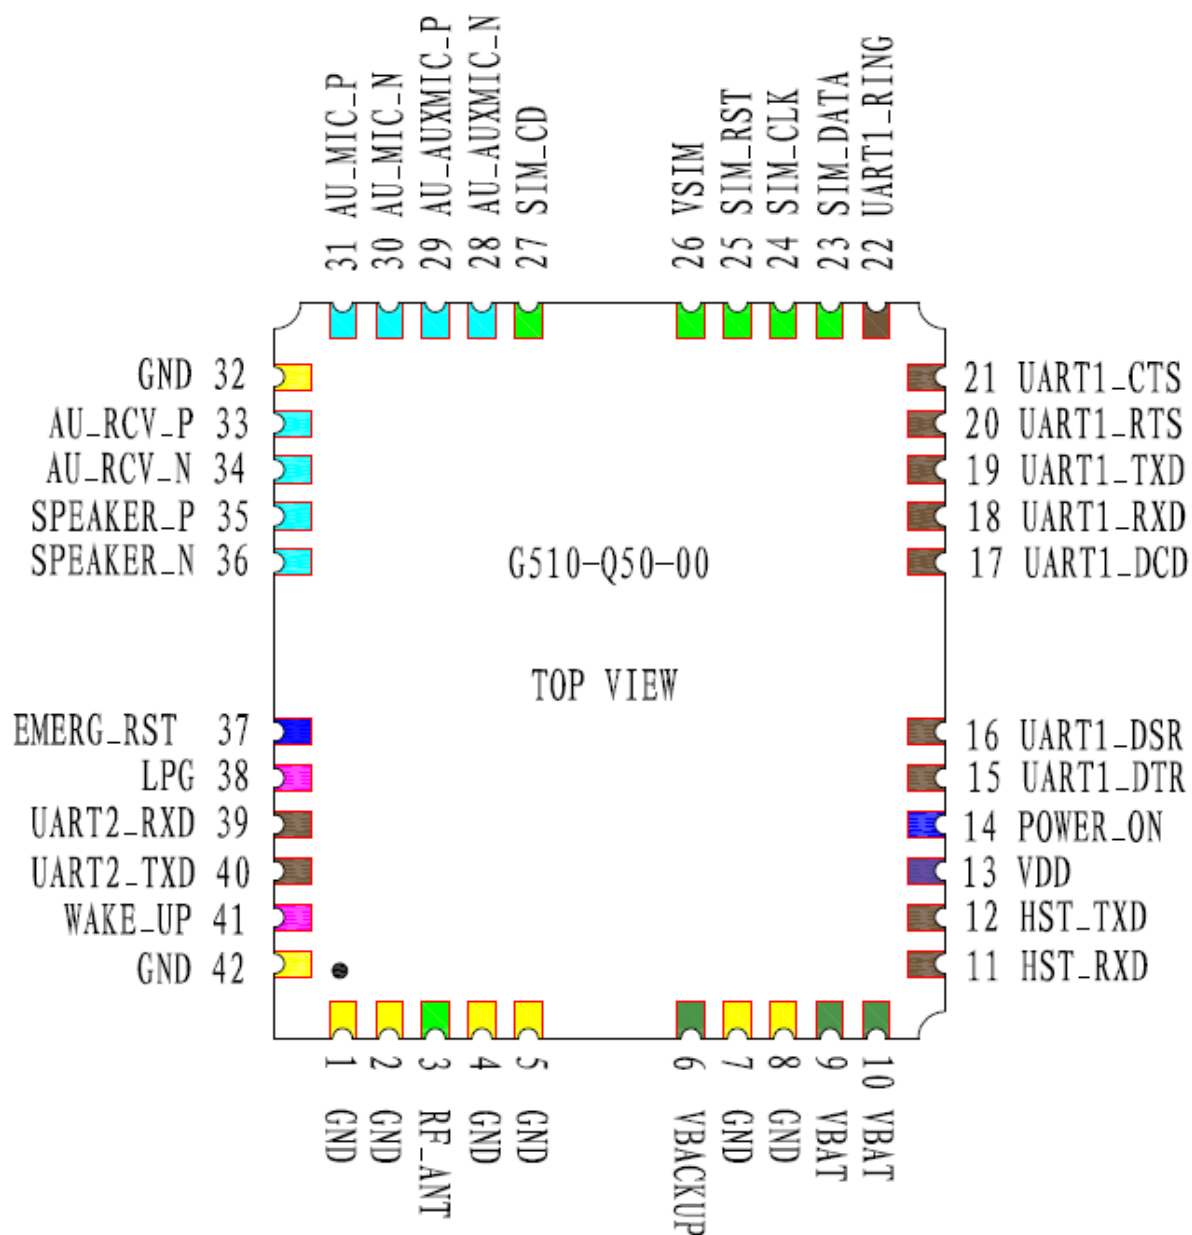 31 AU_MIC_P
30 AU_MIC_N
29 AU_AUXMIC_P
28 AU_AUXMIC_N
27 SIM_CD
26 VSIM
25 SIM_RST
24 SIM_CLK
23 SIM_DATA
22 UART1_RING
GND 32
AU_RCV_P 33
AU_RCV_N 34
SPEAKER_P 35
SPEAKER_N 36
EMERG_RST 37
LPG 38
UART2_RXD 39
UART2_TXD 40
WAKE_UP 41
GND 42
G510-Q50-00
TOP VIEW
21 UART1_CTS
20 UART1_RTS
19 UART1_TXD
18 UART1_RXD
17 UART1_DCD
16 UART1_DSR
15 UART1_DTR
14 POWER_ON
13 VDD
12 HST_TXD
11 HST_RXD
1 GND
2 GND
3 RF_ANT
4 GND
5 GND
6 VBACKUP
7 GND
8 GND
9 VBAT
10 VBAT